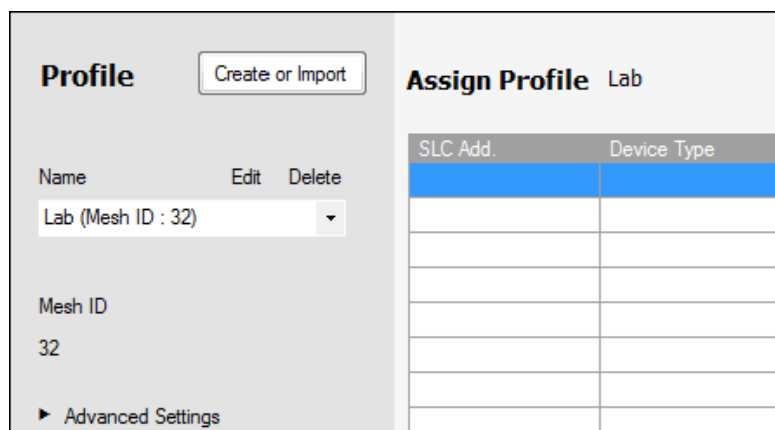 Profile
Create or Import
Name Edit Delete
Lab (Mesh ID : 32)
Mesh ID
32
Advanced Settings
Assign Profile Lab
SLC Add. Device Type